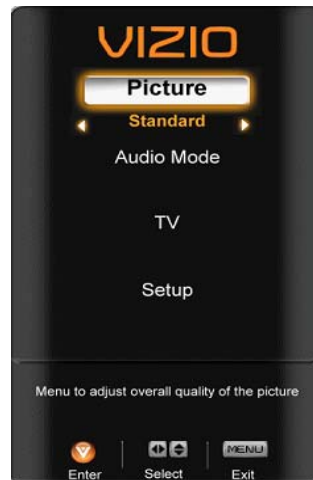 VIZIO
Picture
Standard
Audio Mode
TV
Setup
Menu to adjust overall quality of the picture
MENU
Enter Select Exit